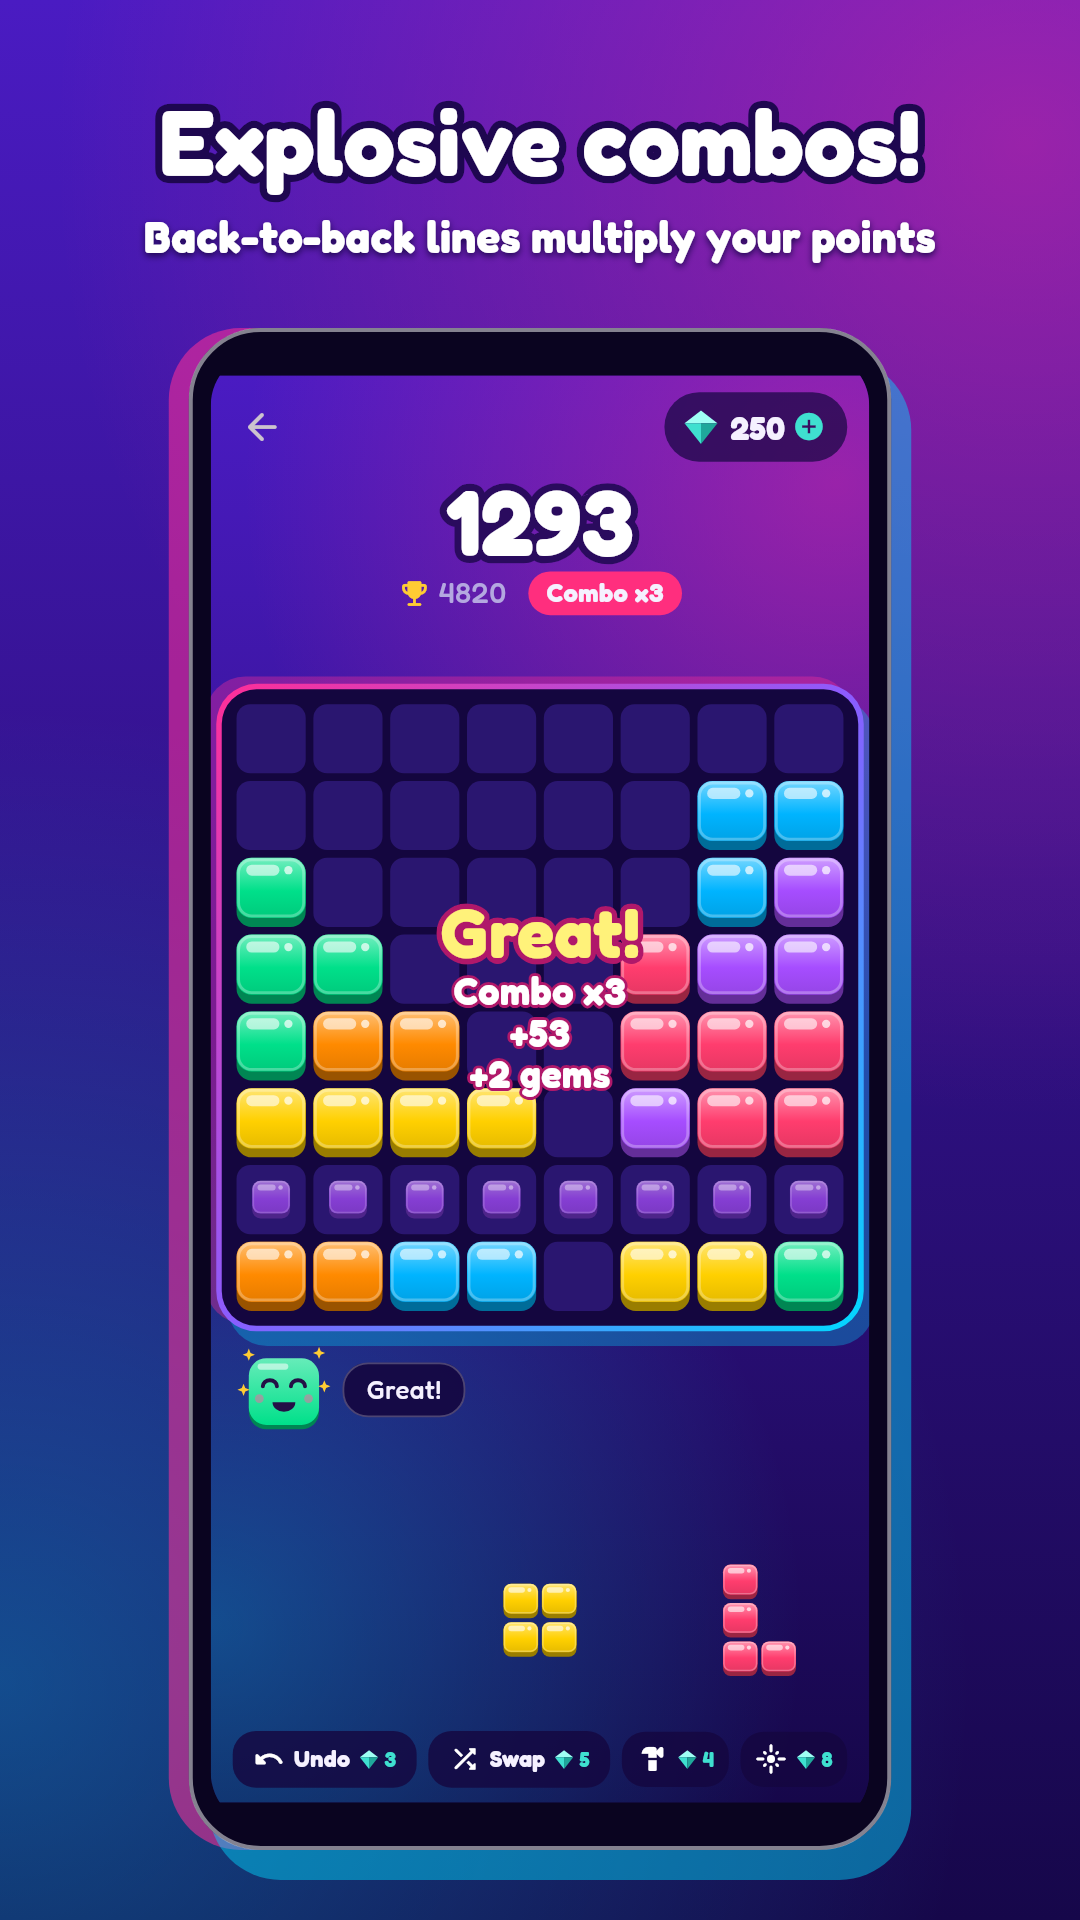 Explosive combos!
Back-to-back lines multiply your points
250
1293
4820
Combo x3
Great!
Combo x3
+53
+2 gems
Great!
Undo 3
Swap 5
4
8